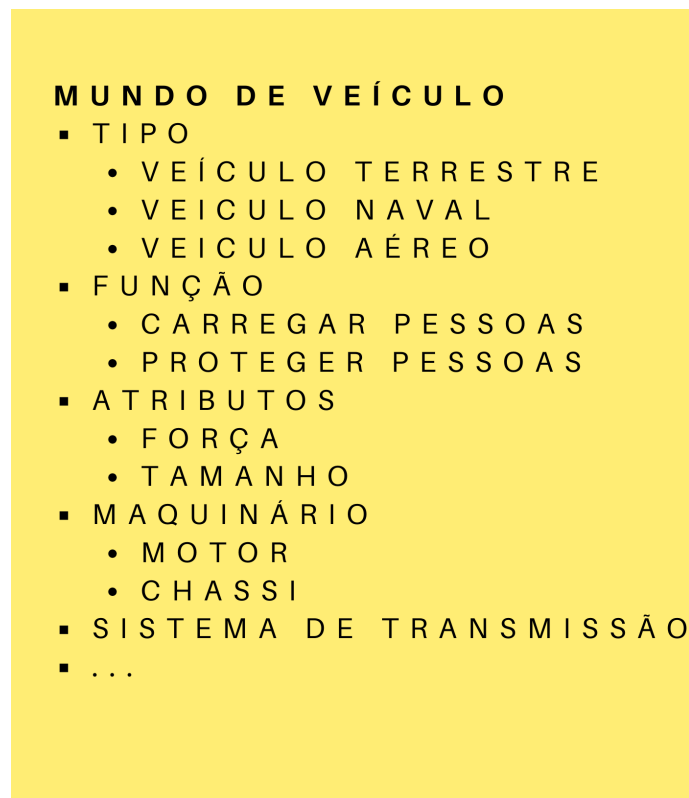 MUNDO DE VEÍCULO
▪ TIPO
• VEÍCULO TERRESTRE
• VEICULO NAVAL
• VEICULO AÉREO
▪ FUNÇÃO
• CARREGAR PESSOAS
• PROTEGER PESSOAS
▪ ATRIBUTOS
• FORÇA
• TAMANHO
▪ MAQUINÁRIO
• MOTOR
• CHASSI
▪ SISTEMA DE TRANSMISSÃO
▪ ...